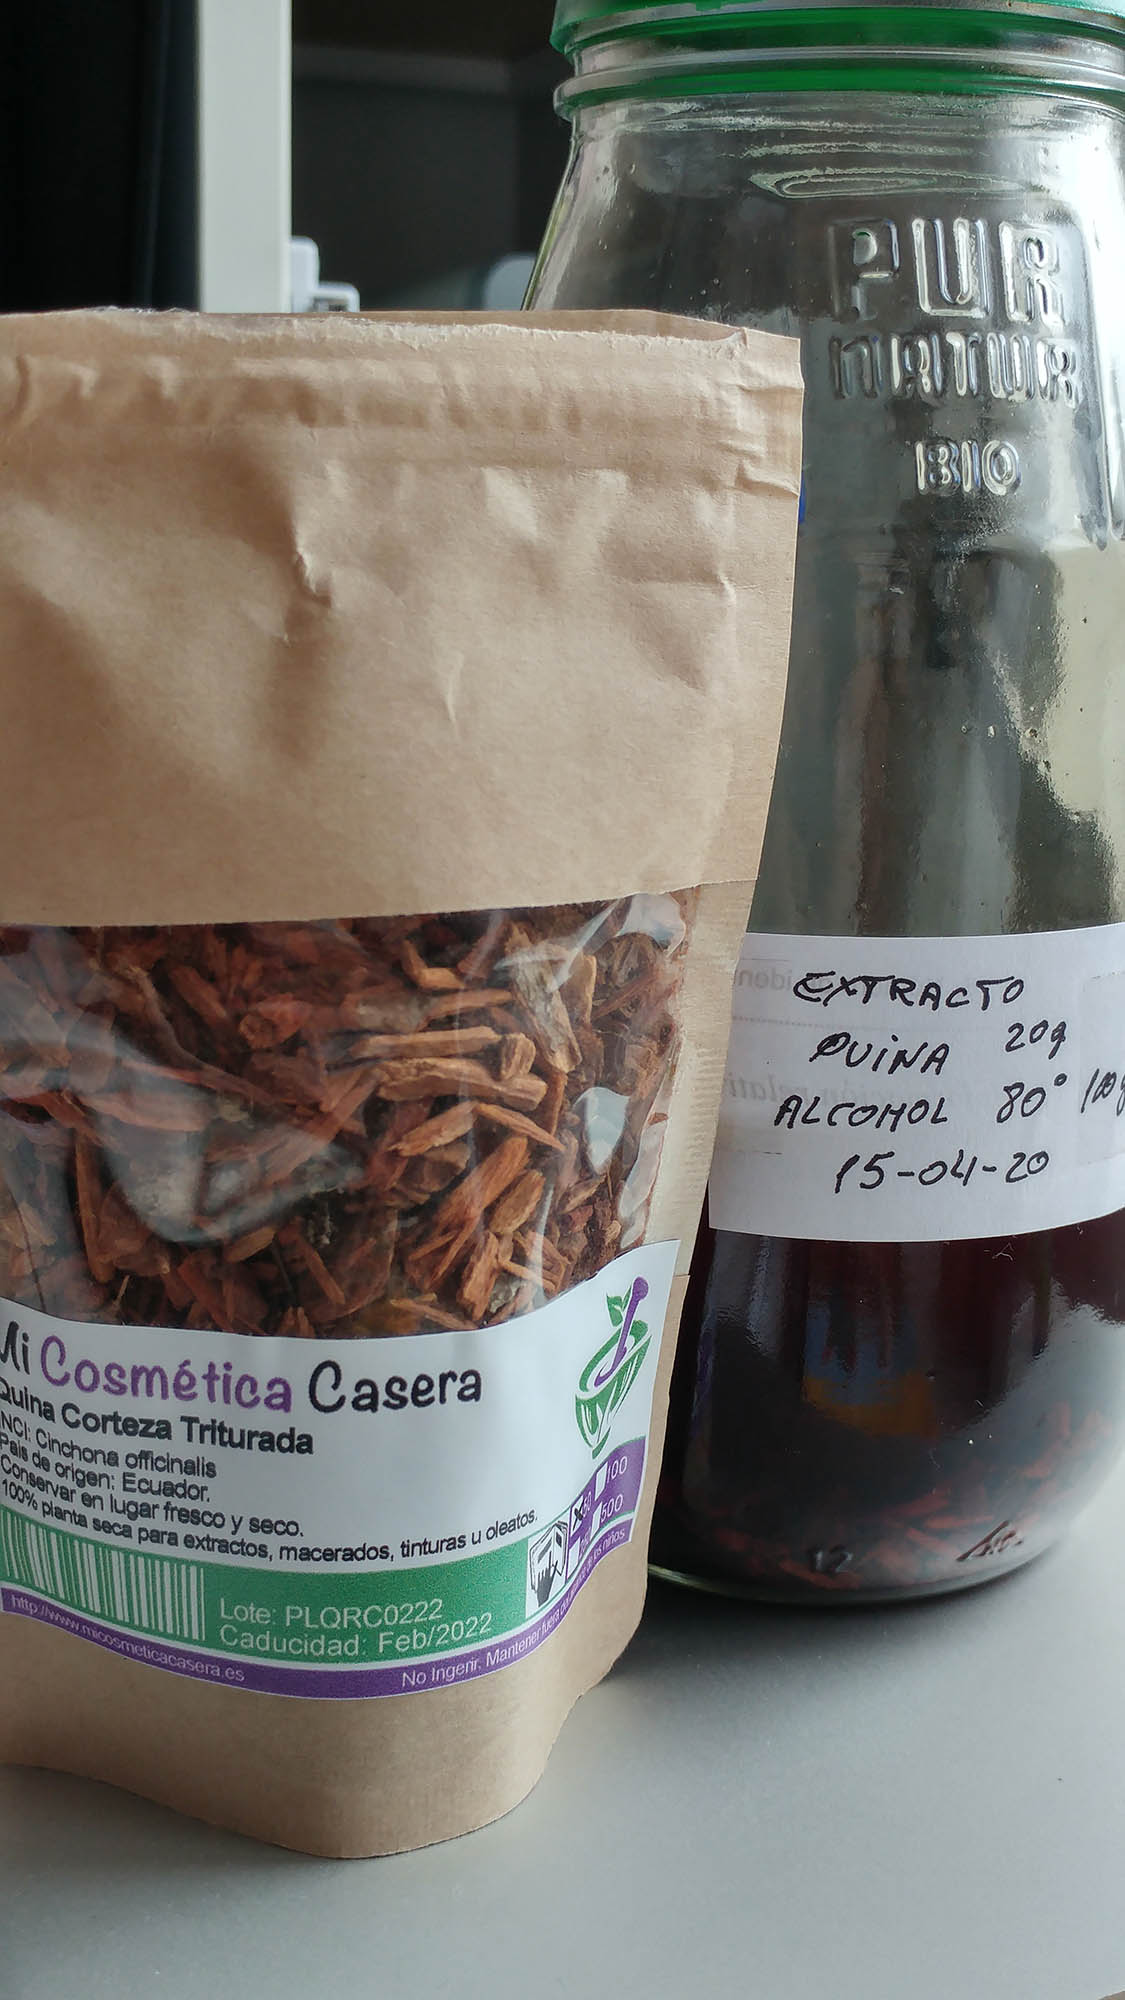 PUR
NATUR
BIO
EXTRACTO
QUINA 20g
ALCOHOL 80°
15-04-20
Mi Cosmética Casera
Quina Corteza Triturada
INCI: Cinchona officinalis
País de origen: Ecuador.
Conservar en lugar fresco y seco.
100% planta seca para extractos, macerados, tinturas u oleatos.
100
500
Lote: PLQRC0222
Caducidad: Feb/2022
http://www.micosmeticacasera.es
No Ingerir. Mantener fuera del alcance de los niños
12